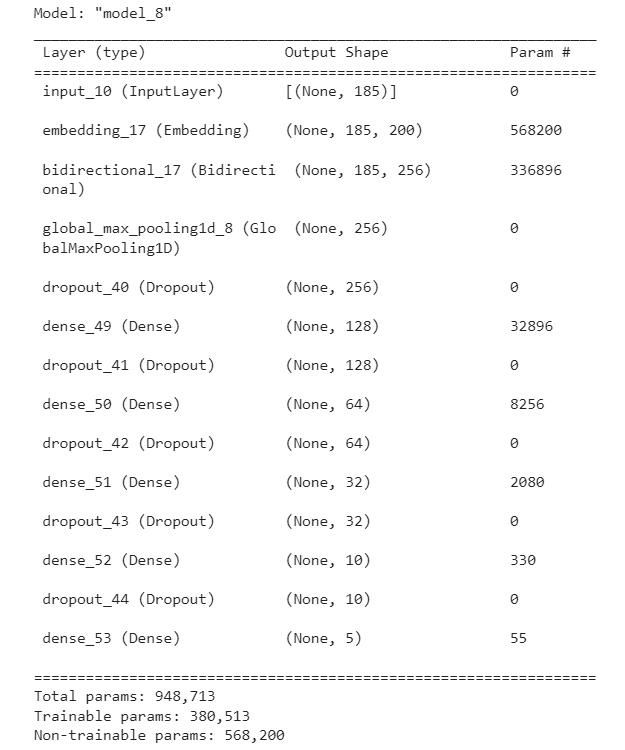 Model: "model_8"
_________________________________________________________________
Layer (type) Output Shape Param #
=================================================================
input_10 (InputLayer) [(None, 185)] 0
embedding_17 (Embedding) (None, 185, 200) 568200
bidirectional_17 (Bidirecti (None, 185, 256) 336896
onal)
global_max_pooling1d_8 (Glo (None, 256) 0
balMaxPooling1D)
dropout_40 (Dropout) (None, 256) 0
dense_49 (Dense) (None, 128) 32896
dropout_41 (Dropout) (None, 128) 0
dense_50 (Dense) (None, 64) 8256
dropout_42 (Dropout) (None, 64) 0
dense_51 (Dense) (None, 32) 2080
dropout_43 (Dropout) (None, 32) 0
dense_52 (Dense) (None, 10) 330
dropout_44 (Dropout) (None, 10) 0
dense_53 (Dense) (None, 5) 55
=================================================================
Total params: 948,713
Trainable params: 380,513
Non-trainable params: 568,200